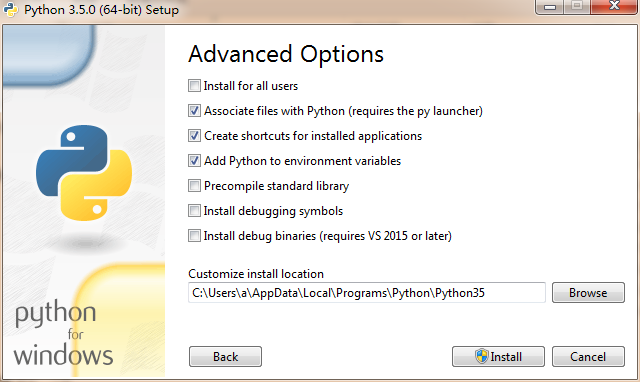 Python 3.5.0 (64-bit) Setup
Advanced Options
Install for all users
Associate files with Python (requires the py launcher)
Create shortcuts for installed applications
Add Python to environment variables
Precompile standard library
Install debugging symbols
Install debug binaries (requires VS 2015 or later)
Customize install location
C:\Users\a\AppData\Local\Programs\Python\Python35
Browse
python
for
windows
Back
Install
Cancel